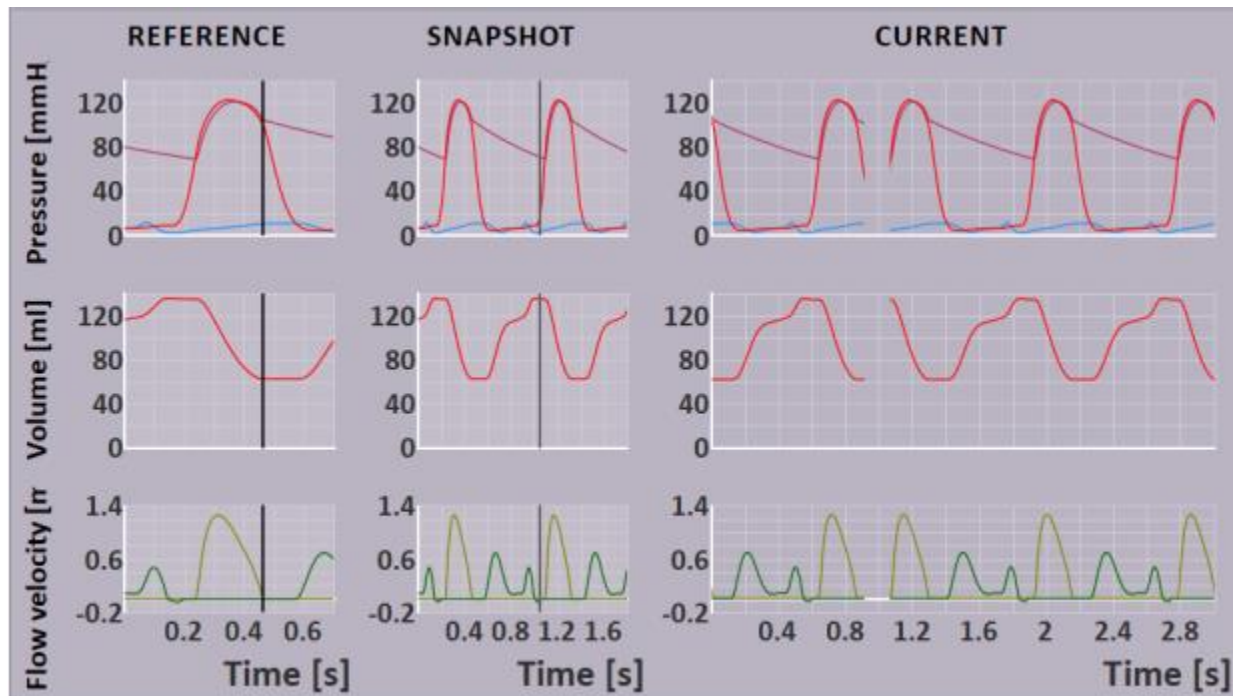 REFERENCE SNAPSHOT CURRENT
Pressure [mmH
120 120 120
80 80 80
40 40 40
0 0 0
Volume [ml]
120 120 120
80 80 80
40 40 40
0 0 0
Flow velocity [m
1.4 1.4 1.4
0.6 0.6 0.6
-0.2 -0.2 -0.2
0.2 0.4 0.6 0.4 0.8 1.2 1.6 0.4 0.8 1.2 1.6 2 2.4 2.8
Time [s] Time [s] Time [s]